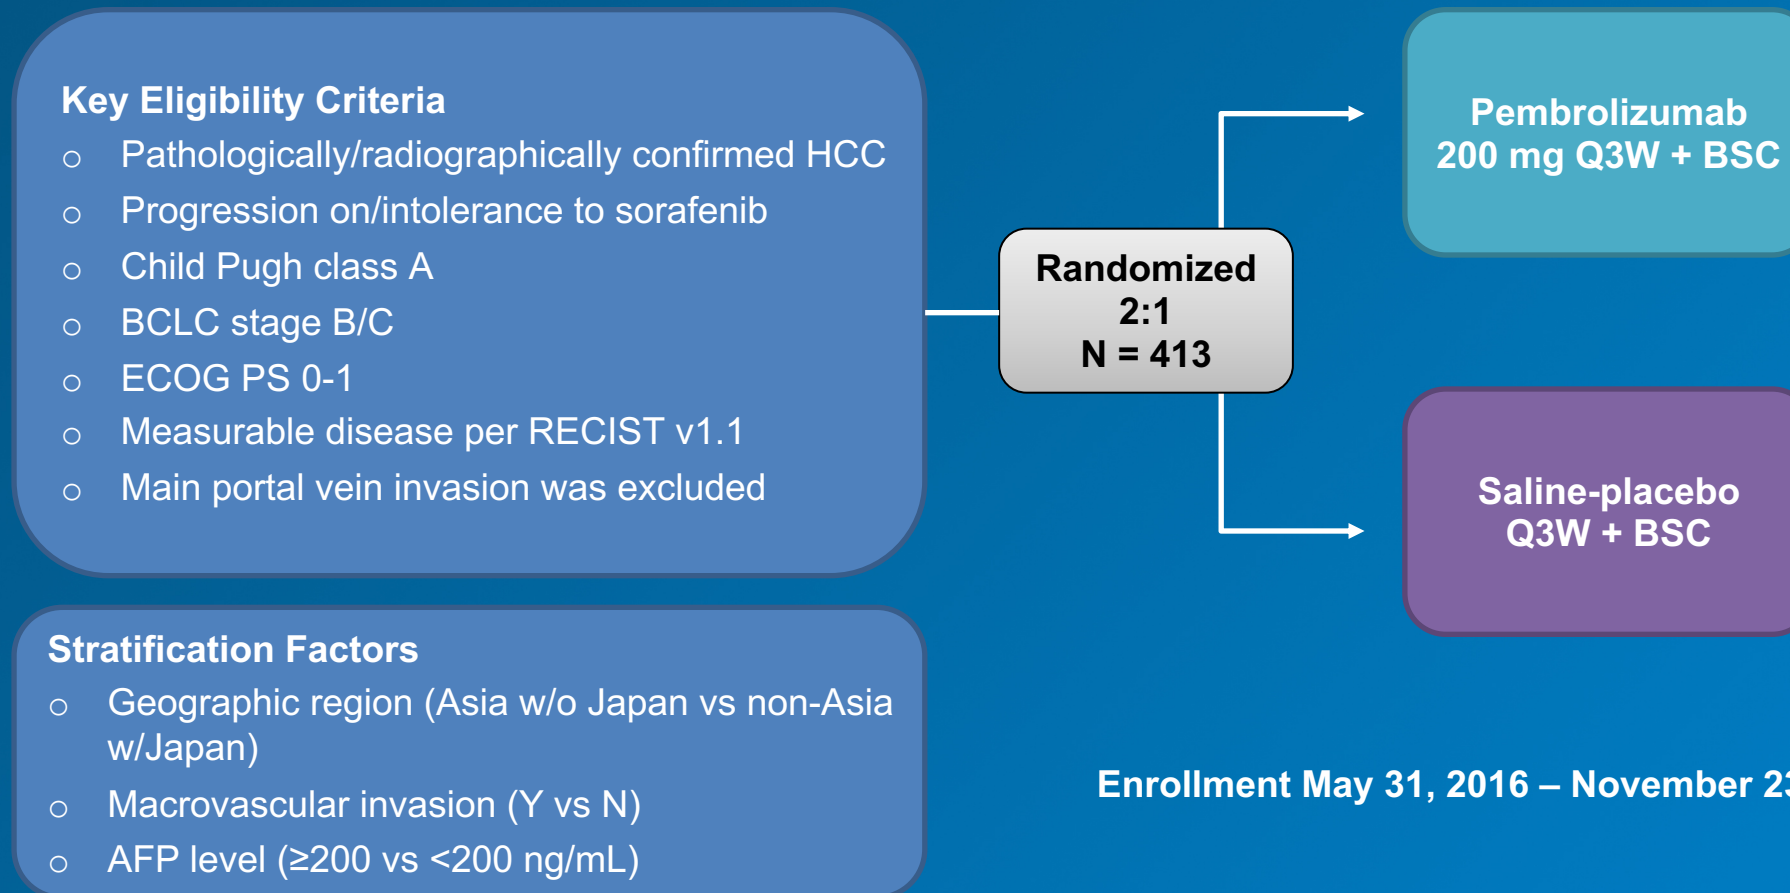 Key Eligibility Criteria
o Pathologically/radiographically confirmed HCC
o Progression on/intolerance to sorafenib
o Child Pugh class A
o BCLC stage B/C
o ECOG PS 0-1
o Measurable disease per RECIST v1.1
o Main portal vein invasion was excluded
Stratification Factors
o Geographic region (Asia w/o Japan vs non-Asia
w/Japan)
o Macrovascular invasion (Y vs N)
o AFP level (≥200 vs <200 ng/mL)
Randomized
2:1
N = 413
Pembrolizumab
200 mg Q3W + BSC
Saline-placebo
Q3W + BSC
Enrollment May 31, 2016 – November